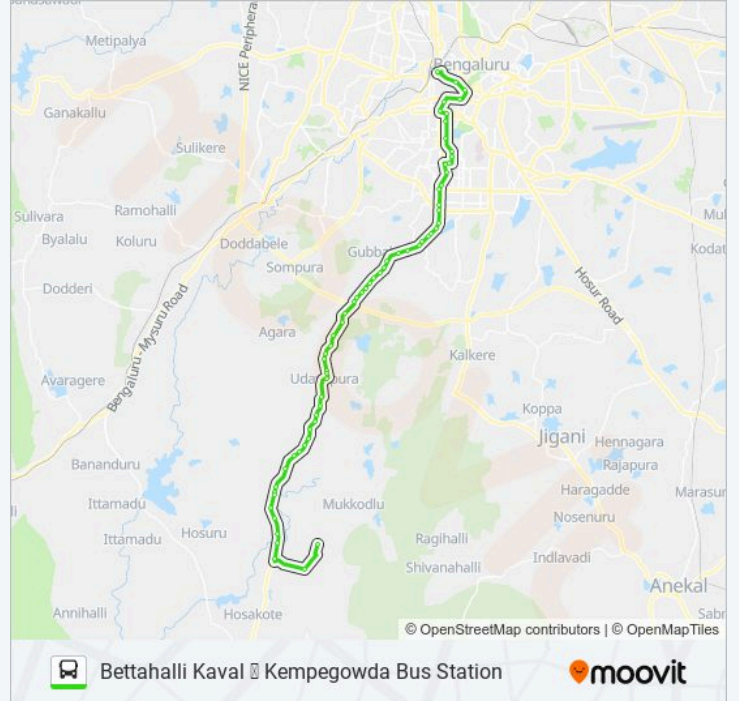 Metipalya
NICE Periphera
Bengaluru
Ganakallu
Sulikere
Sulivara
Ramohalli
Byalalu
Koluru
Doddabele
Gubba
Sompura
Kodat
Dodderi
Bengaluru - Mysuru Road
Hosur Road
Agara
Kalkere
Avaragere
Uda
pura
Koppa
Jigani
Hennagara
Bananduru
Rajapura
Haragadde
Ittamadu
Mukkodlu
Marasur
Nosenuru
Ittamadu
Hosuru
Ragihalli
Indlavadi
Shivanahalli
Anekal
Annihalli
Hosakote
Sabr
© OpenStreetMap contributors | © OpenMapTiles
Bettahalli Kaval Kempegowda Bus Station
moovit